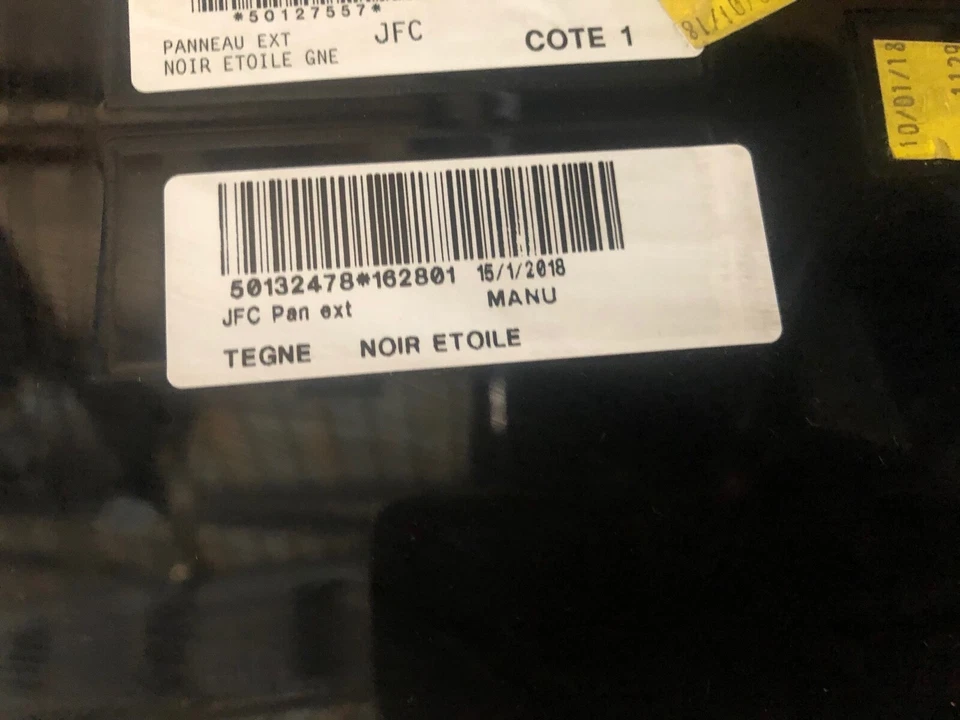 *50127557*
PANNEAU EXT JFC COTE 1
NOIR ETOILE GNE
10/01/18
1129
50132478*162801 15/1/2018
JFC Pan ext MANU
TEGNE NOIR ETOILE